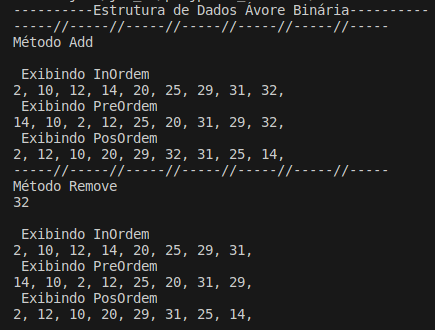 ----------Estrutura de Dados Ávore Binária----------
-----//-----//-----//-----//-----//-----//-----
Método Add
Exibindo InOrdem
2, 10, 12, 14, 20, 25, 29, 31, 32,
Exibindo PreOrdem
14, 10, 2, 12, 25, 20, 31, 29, 32,
Exibindo PosOrdem
2, 12, 10, 20, 29, 32, 31, 25, 14,
-----//-----//-----//-----//-----//-----//-----
Método Remove
32
Exibindo InOrdem
2, 10, 12, 14, 20, 25, 29, 31,
Exibindo PreOrdem
14, 10, 2, 12, 25, 20, 31, 29,
Exibindo PosOrdem
2, 12, 10, 20, 29, 31, 25, 14,